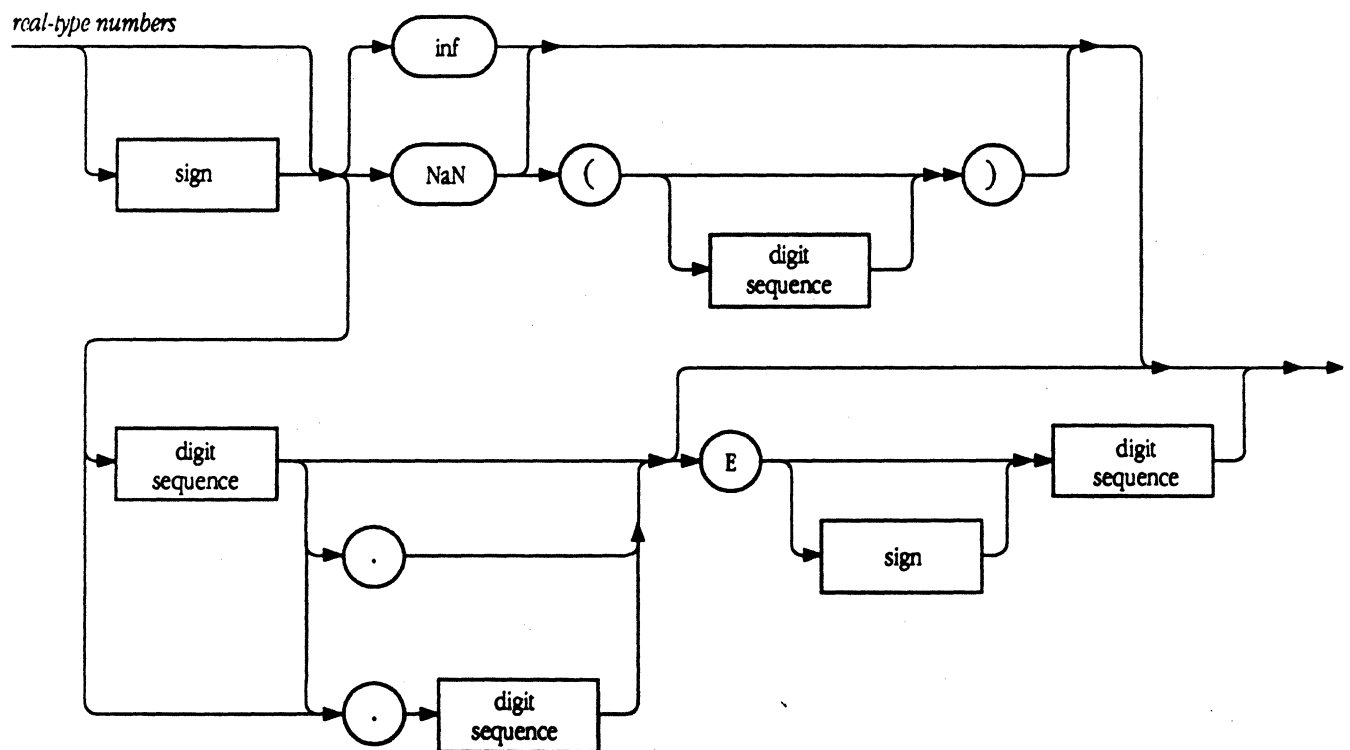 real-type numbers
inf
sign
NaN
(
)
digit
sequence
digit
sequence
E
digit
sequence
.
sign
.
digit
sequence